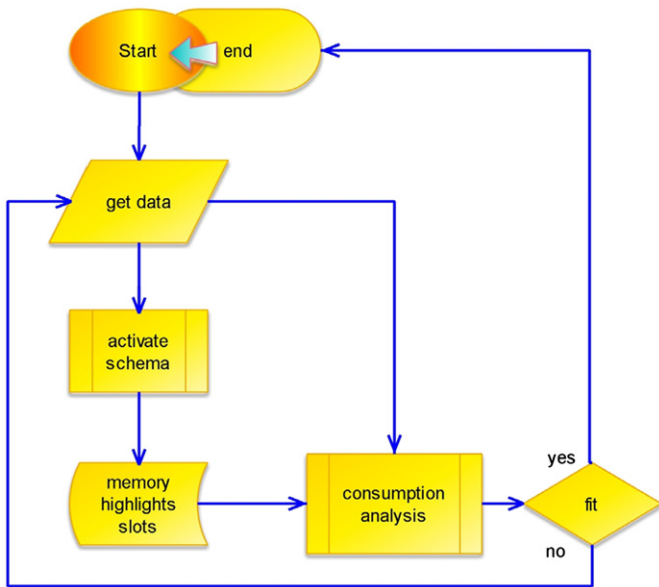 Start
end
get data
activate
schema
memory
highlights
slots
consumption
analysis
yes
fit
no